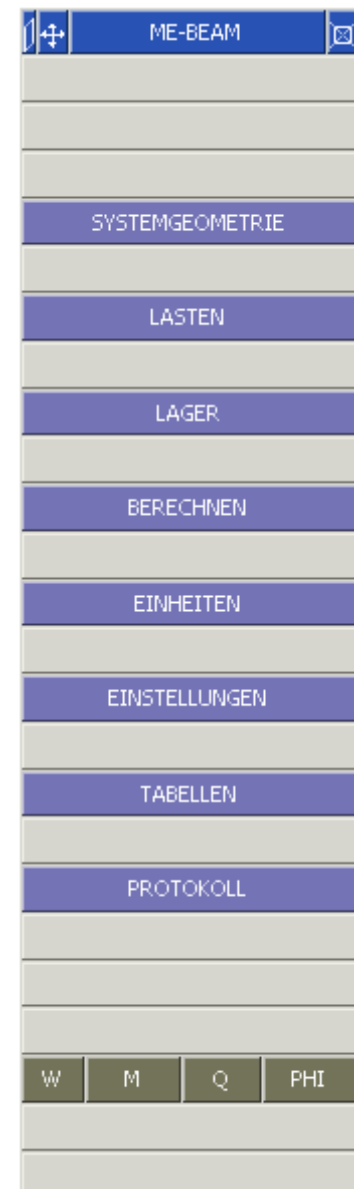 ME-BEAM
SYSTEMGEOMETRIE
LASTEN
LAGER
BERECHNEN
EINHEITEN
EINSTELLUNGEN
TABELLEN
PROTOKOLL
W M Q PHI